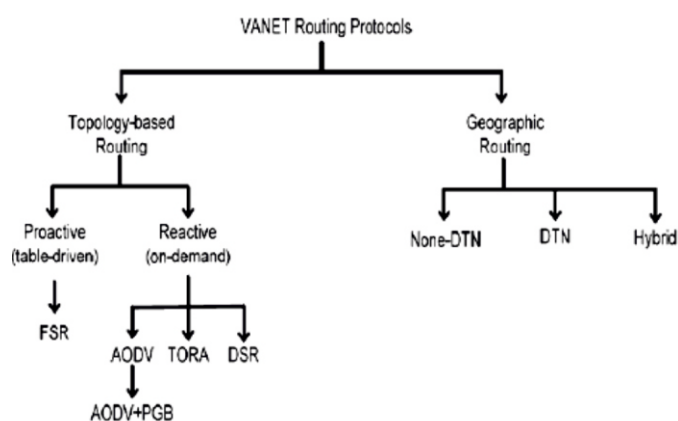 VANET Routing Protocols
Topology-based
Routing
Geographic
Routing
Proactive
(table-driven)
Reactive
(on-demand)
None-DTN
DTN
Hybrid
FSR
AODV
TORA
DSR
AODV+PGB